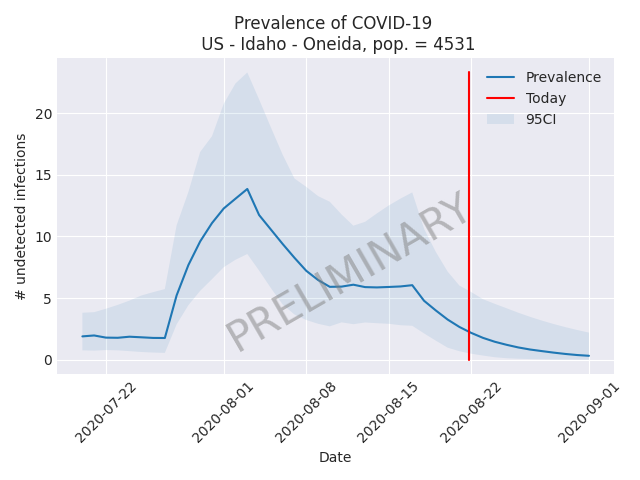 Prevalence of COVID-19
US - Idaho - Oneida, pop. = 4531
# undetected infections
20
15
10
5
0
Prevalence
Today
95CI
PRELIMINARY
2020-07-22
2020-08-01
2020-08-08
2020-08-15
2020-08-22
2020-09-01
Date